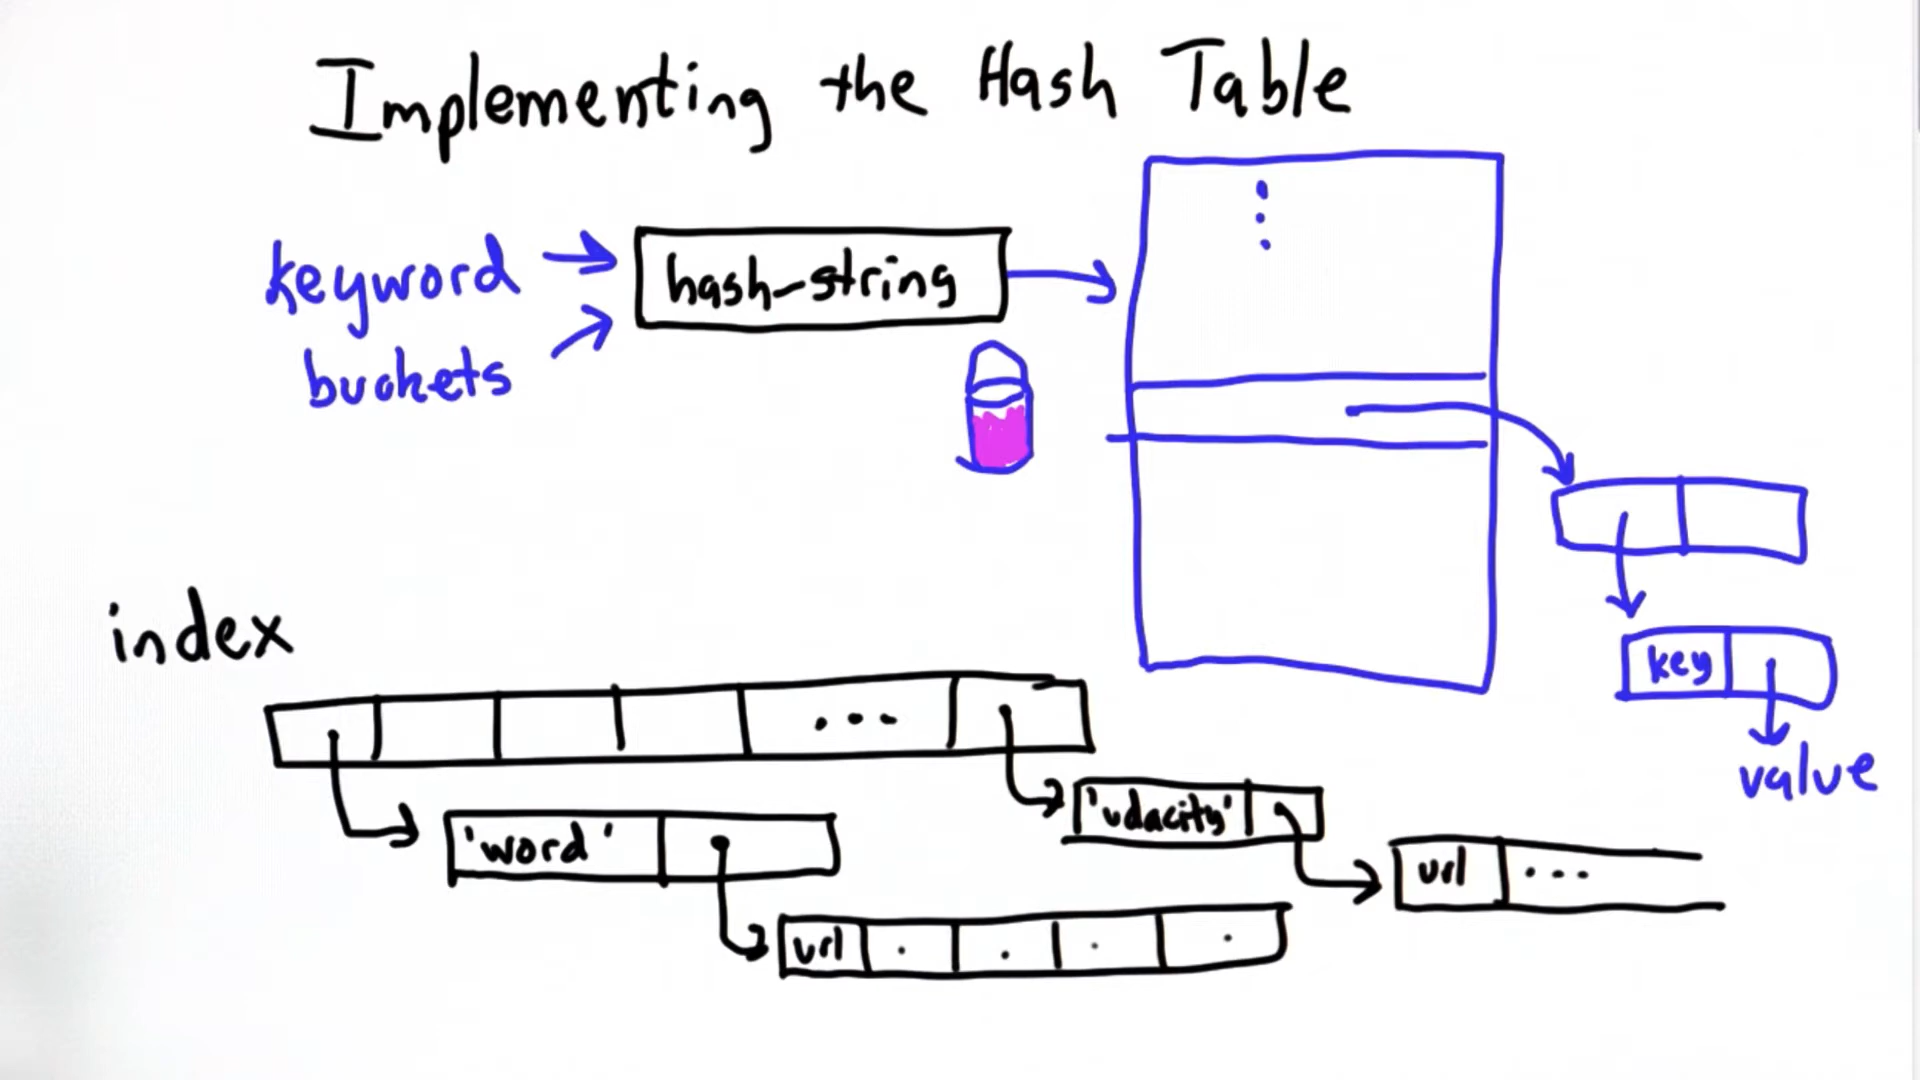 Implementing the Hash Table
keyword
buckets
hash-string
key
value
index
...
'word'
'udacity'
url
url ...